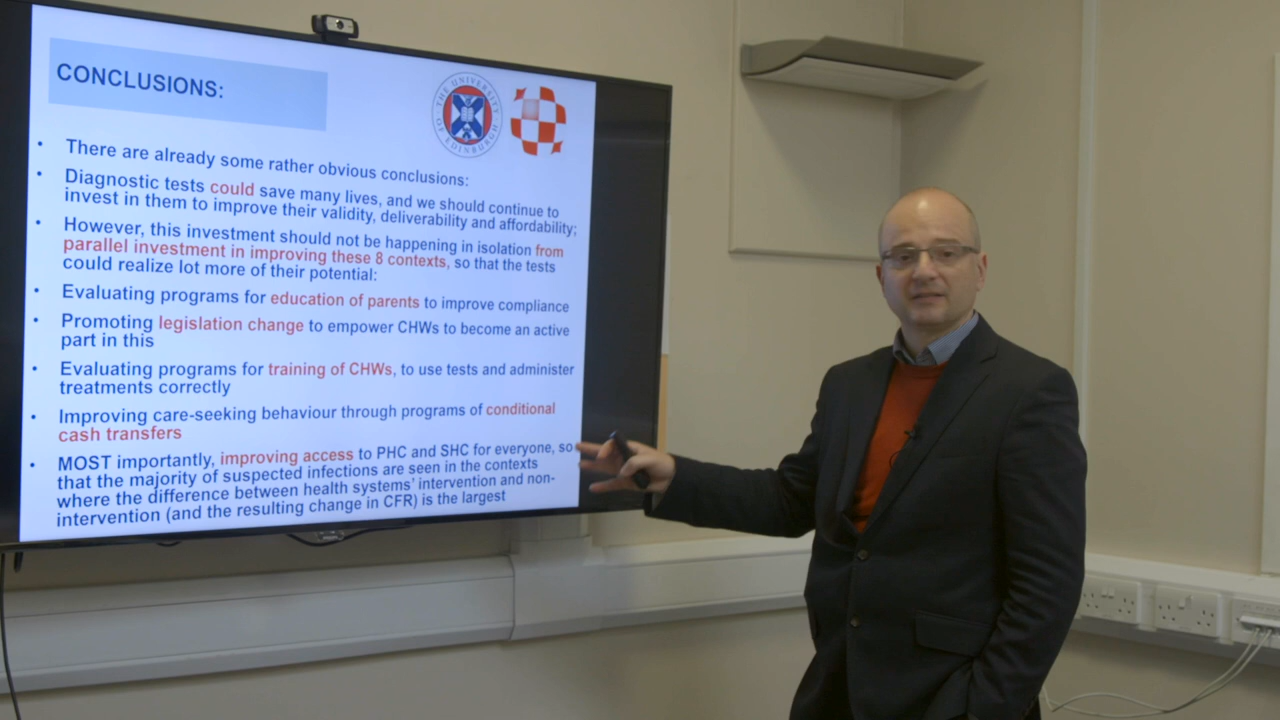 CONCLUSIONS:
THE UNIVERSITY OF EDINBURGH
• There are already some rather obvious conclusions:
• Diagnostic tests could save many lives, and we should continue to
invest in them to improve their validity, deliverability and affordability;
• However, this investment should not be happening in isolation from
parallel investment in improving these 8 contexts, so that the tests
could realize lot more of their potential:
• Evaluating programs for education of parents to improve compliance
• Promoting legislation change to empower CHWs to become an active
part in this
• Evaluating programs for training of CHWs, to use tests and administer
treatments correctly
• Improving care-seeking behaviour through programs of conditional
cash transfers
• MOST importantly, improving access to PHC and SHC for everyone, so
that the majority of suspected infections are seen in the contexts
where the difference between health systems' intervention and non-
intervention (and the resulting change in CFR) is the largest